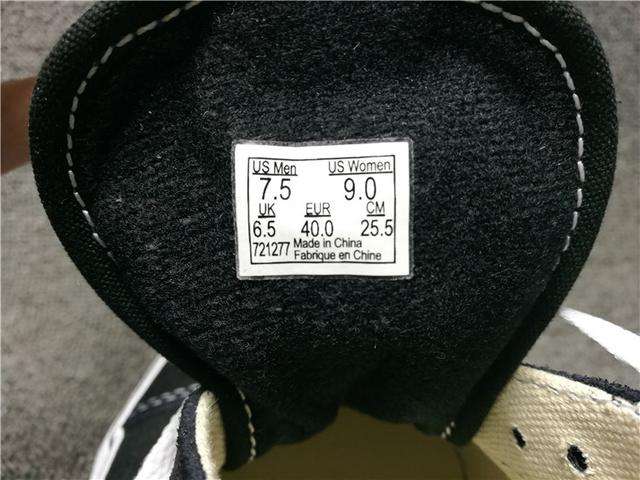 US Men US Women
7.5 9.0
UK EUR CM
6.5 40.0 25.5
721277 Made in China
Fabrique en Chine